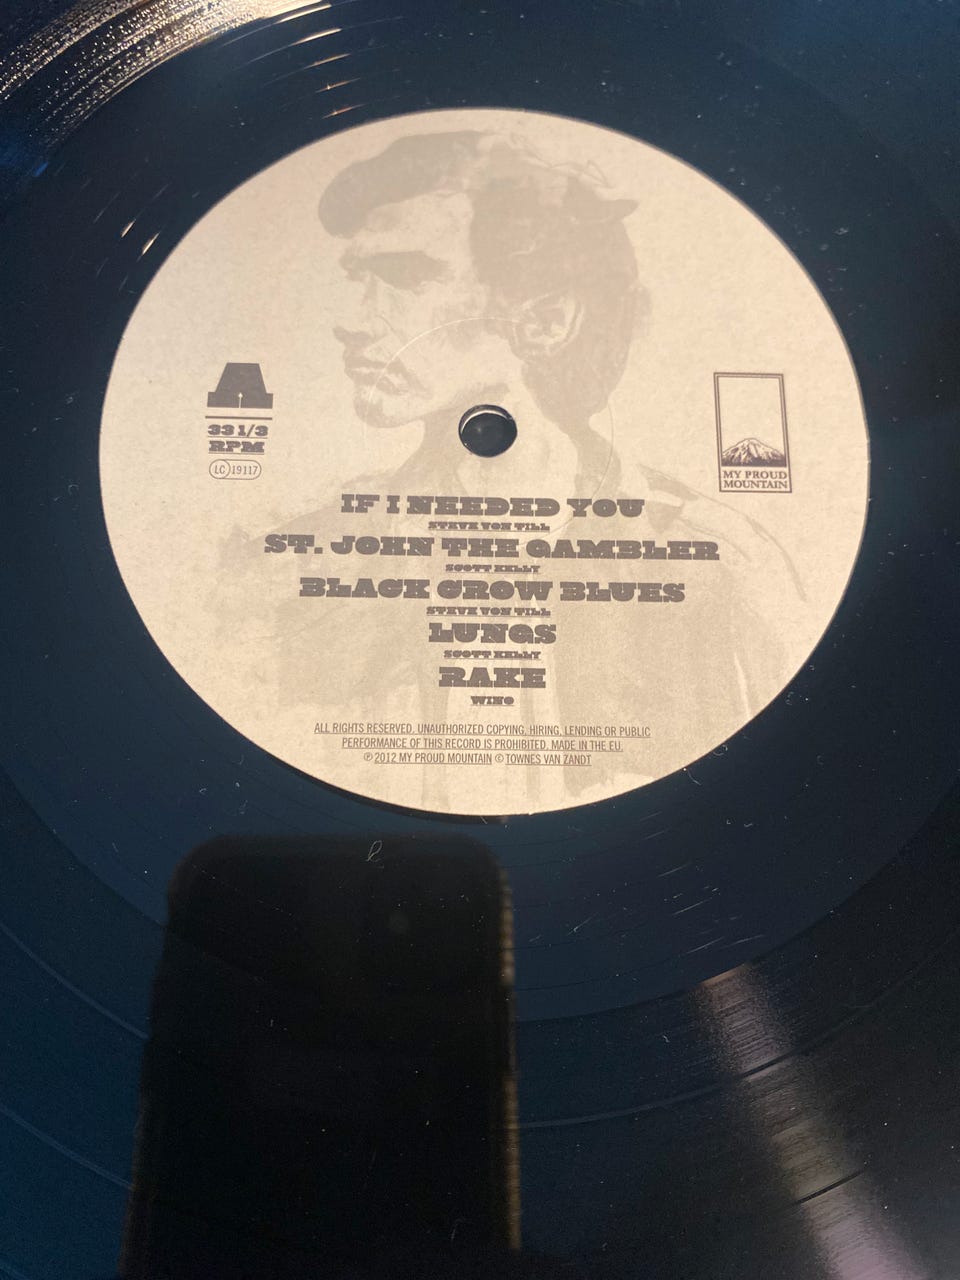 A
33 1/3
RPM
LC 19117
MY PROUD
MOUNTAIN
IF I NEEDED YOU
STEVE VON TILL
ST. JOHN THE GAMBLER
SCOTT KELLY
BLACK CROW BLUES
STEVE VON TILL
LUNGS
SCOTT KELLY
RAKE
WINO
ALL RIGHTS RESERVED. UNAUTHORIZED COPYING, HIRING, LENDING OR PUBLIC
PERFORMANCE OF THIS RECORD IS PROHIBITED. MADE IN THE EU.
℗ 2012 MY PROUD MOUNTAIN © TOWNES VAN ZANDT